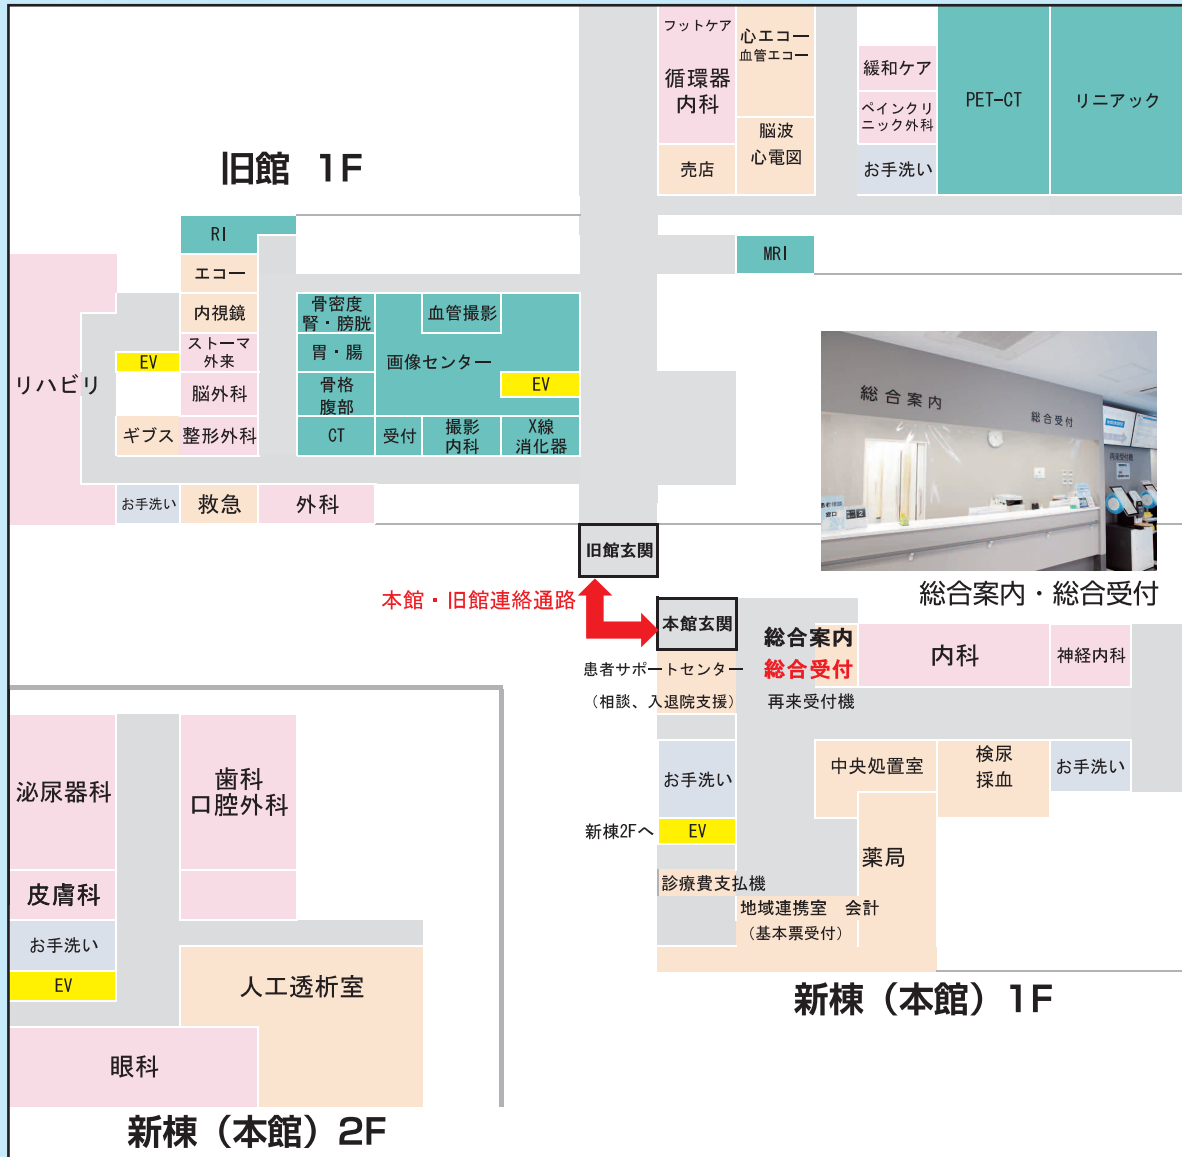 フットケア
循環器
内科
売店
心エコー
血管エコー
脳波
心電図
緩和ケア
ペインクリ
ニック外科
お手洗い
PET-CT
リニアック
旧館 1F
RI
エコー
内視鏡
ストーマ
外来
脳外科
整形外科
リハビリ
EV
ギプス
お手洗い
救急
外科
骨密度
腎・膀胱
胃・腸
骨格
腹部
CT
画像センター
血管撮影
EV
受付
撮影
内科
X線
消化器
MRI
総合案内
総合受付
総合案内・総合受付
旧館玄関
本館・旧館連絡通路
本館玄関
患者サポートセンター
（相談、入退院支援）
総合案内
総合受付
再来受付機
内科
神経内科
お手洗い
新棟2Fへ
EV
中央処置室
検尿
採血
お手洗い
薬局
診療費支払機
地域連携室 会計
（基本票受付）
新棟（本館）1F
泌尿器科
歯科
口腔外科
皮膚科
お手洗い
EV
人工透析室
眼科
新棟（本館）2F